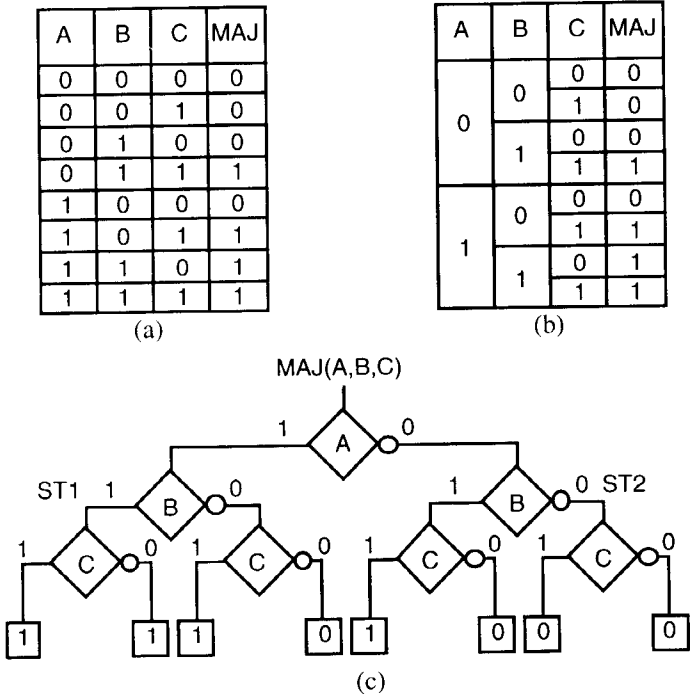 A B C MAJ
0 0 0 0
0 0 1 0
0 1 0 0
0 1 1 1
1 0 0 0
1 0 1 1
1 1 0 1
1 1 1 1
(a)
A B C MAJ
0 0 0 0
1 0
1 0 0
1 1
1 0 0 0
1 1
1 0 1
1 1
(b)
MAJ(A,B,C)
1 A 0
ST1 1 B 0 1 B 0 ST2
1 C 0 1 C 0 1 C 0 1 C 0
1 1 1 0 1 0 0 0
(c)